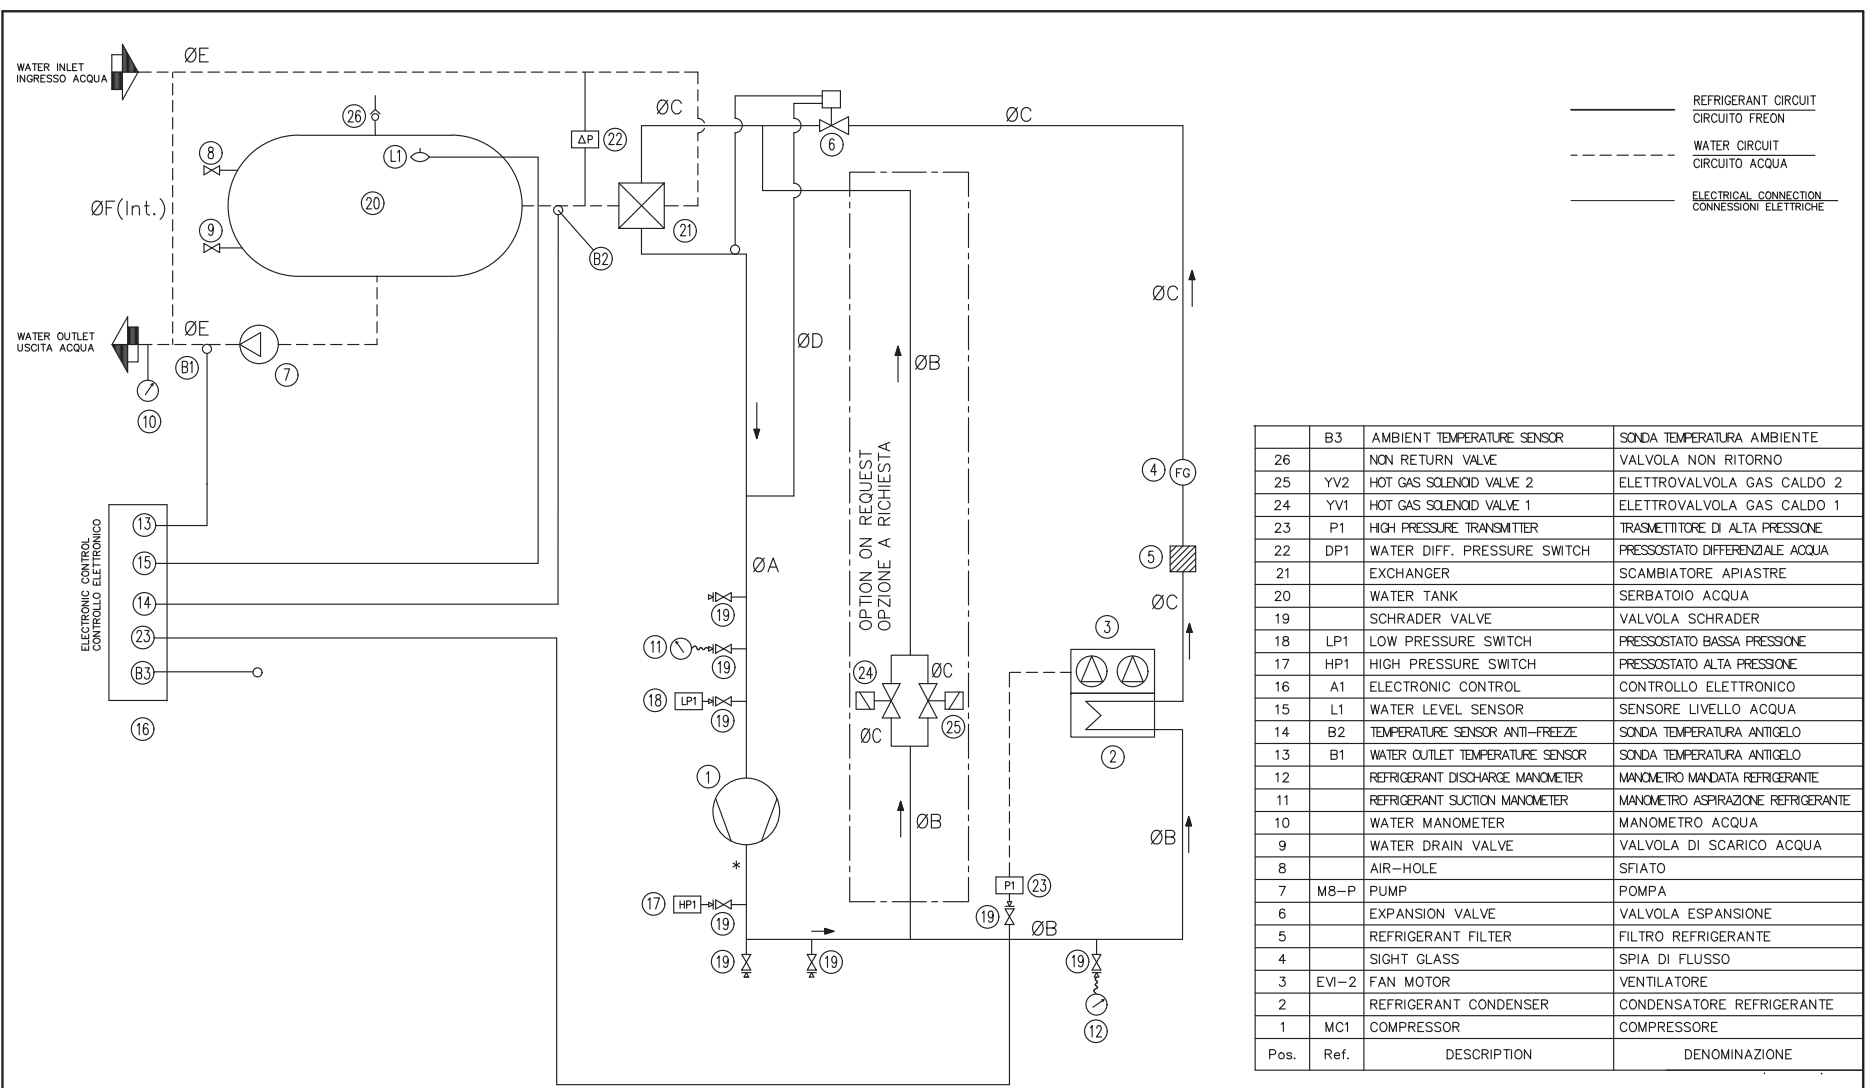 WATER INLET
INGRESSO ACQUA
ØE
26
8
L1
ΔP
22
ØC
6
ØC
ØF(Int.)
20
9
21
B2
WATER OUTLET
USCITA ACQUA
ØE
B1
7
10
ØD
ØB
ØC
4
FG
5
ØC
ØA
OPTION ON REQUEST
OPZIONE A RICHIESTA
ELECTRONIC CONTROL
CONTROLLO ELETTRONICO
13
15
14
23
B3
16
19
11
19
18
LP1
19
24
ØC
ØC
25
3
2
1
ØB
ØB
*
17
HP1
19
P1
23
19
ØB
19
19
19
12
REFRIGERANT CIRCUIT
CIRCUITO FREON
WATER CIRCUIT
CIRCUITO ACQUA
ELECTRICAL CONNECTION
CONNESSIONI ELETTRICHE
B3 AMBIENT TEMPERATURE SENSOR SONDA TEMPERATURA AMBIENTE
26 NON RETURN VALVE VALVOLA NON RITORNO
25 YV2 HOT GAS SOLENOID VALVE 2 ELETTROVALVOLA GAS CALDO 2
24 YV1 HOT GAS SOLENOID VALVE 1 ELETTROVALVOLA GAS CALDO 1
23 P1 HIGH PRESSURE TRANSMITTER TRASMETTITORE DI ALTA PRESSIONE
22 DP1 WATER DIFF. PRESSURE SWITCH PRESSOSTATO DIFFERENZIALE ACQUA
21 EXCHANGER SCAMBIATORE APIASTRE
20 WATER TANK SERBATOIO ACQUA
19 SCHRADER VALVE VALVOLA SCHRADER
18 LP1 LOW PRESSURE SWITCH PRESSOSTATO BASSA PRESSIONE
17 HP1 HIGH PRESSURE SWITCH PRESSOSTATO ALTA PRESSIONE
16 A1 ELECTRONIC CONTROL CONTROLLO ELETTRONICO
15 L1 WATER LEVEL SENSOR SENSORE LIVELLO ACQUA
14 B2 TEMPERATURE SENSOR ANTI-FREEZE SONDA TEMPERATURA ANTIGELO
13 B1 WATER OUTLET TEMPERATURE SENSOR SONDA TEMPERATURA ANTIGELO
12 REFRIGERANT DISCHARGE MANOMETER MANOMETRO MANDATA REFRIGERANTE
11 REFRIGERANT SUCTION MANOMETER MANOMETRO ASPIRAZIONE REFRIGERANTE
10 WATER MANOMETER MANOMETRO ACQUA
9 WATER DRAIN VALVE VALVOLA DI SCARICO ACQUA
8 AIR-HOLE SFIATO
7 M8-P PUMP POMPA
6 EXPANSION VALVE VALVOLA ESPANSIONE
5 REFRIGERANT FILTER FILTRO REFRIGERANTE
4 SIGHT GLASS SPIA DI FLUSSO
3 EVI-2 FAN MOTOR VENTILATORE
2 REFRIGERANT CONDENSER CONDENSATORE REFRIGERANTE
1 MC1 COMPRESSOR COMPRESSORE
Pos. Ref. DESCRIPTION DENOMINAZIONE